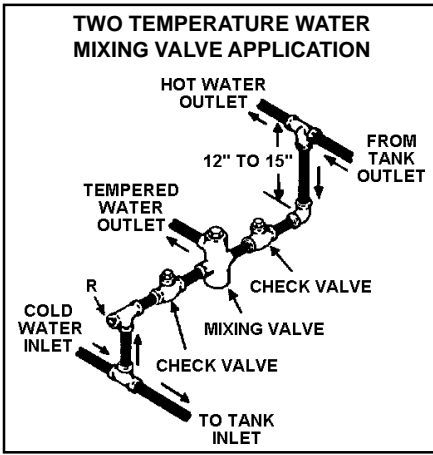 TWO TEMPERATURE WATER
MIXING VALVE APPLICATION
HOT WATER
OUTLET
FROM
TANK
OUTLET
12" TO 15"
TEMPERED
WATER
OUTLET
CHECK VALVE
R
MIXING VALVE
COLD
WATER
INLET
CHECK VALVE
TO TANK
INLET